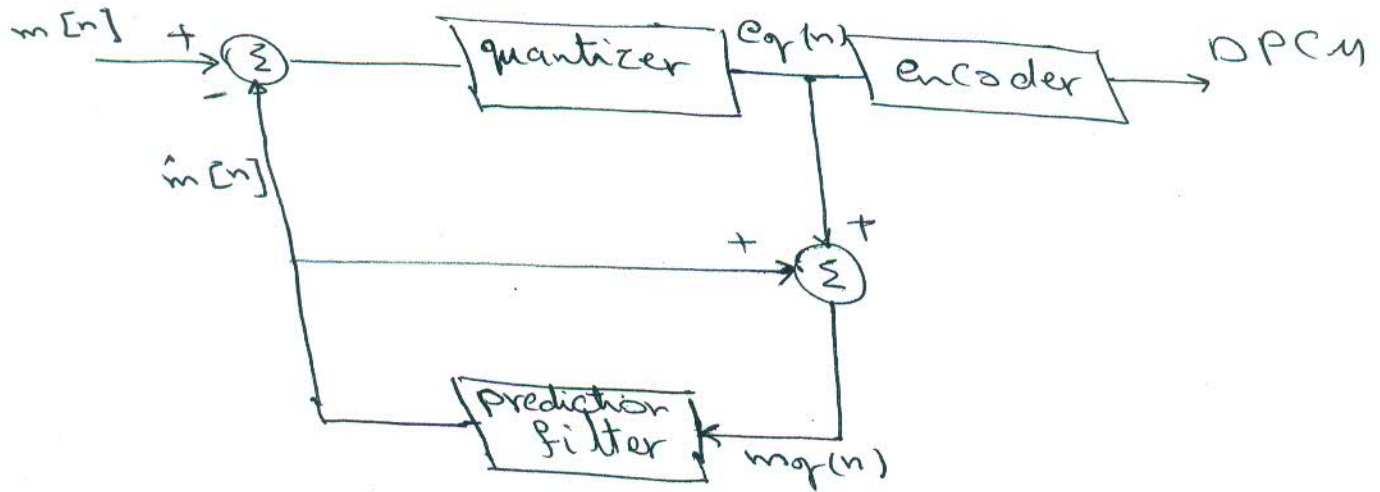 m[n] + Σ quantizer eq(n) encoder DPCM
-
m̂[n]
+ +
Σ
prediction
filter
mq(n)